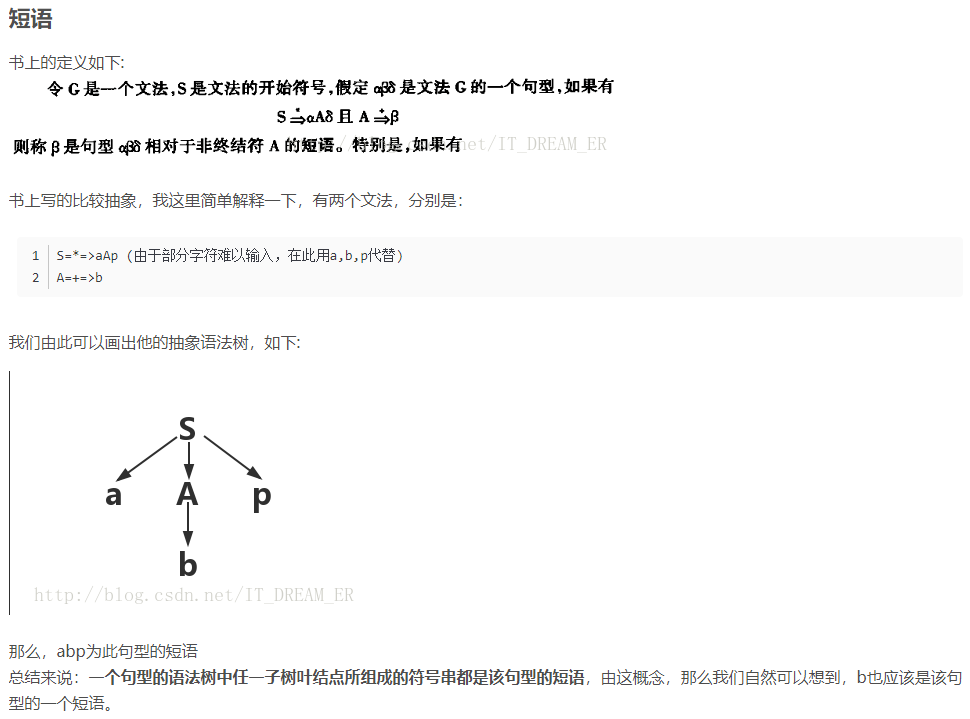 短语
书上的定义如下:
令 G 是一个文法,S 是文法的开始符号,假定 αβδ 是文法 G 的一个句型,如果有
S ⇒* αAδ 且 A ⇒+ β
则称 β 是句型 αβδ 相对于非终结符 A 的短语。特别是,如果有
net/IT_DREAM_ER
书上写的比较抽象，我这里简单解释一下，有两个文法，分别是：
1 S=*=>aAp (由于部分字符难以输入，在此用a,b,p代替)
2 A=+=>b
我们由此可以画出他的抽象语法树，如下:
S
a A p
b
http://blog.csdn.net/IT_DREAM_ER
那么，abp为此句型的短语
总结来说：一个句型的语法树中任一子树叶结点所组成的符号串都是该句型的短语，由这概念，那么我们自然可以想到，b也应该是该句
型的一个短语。